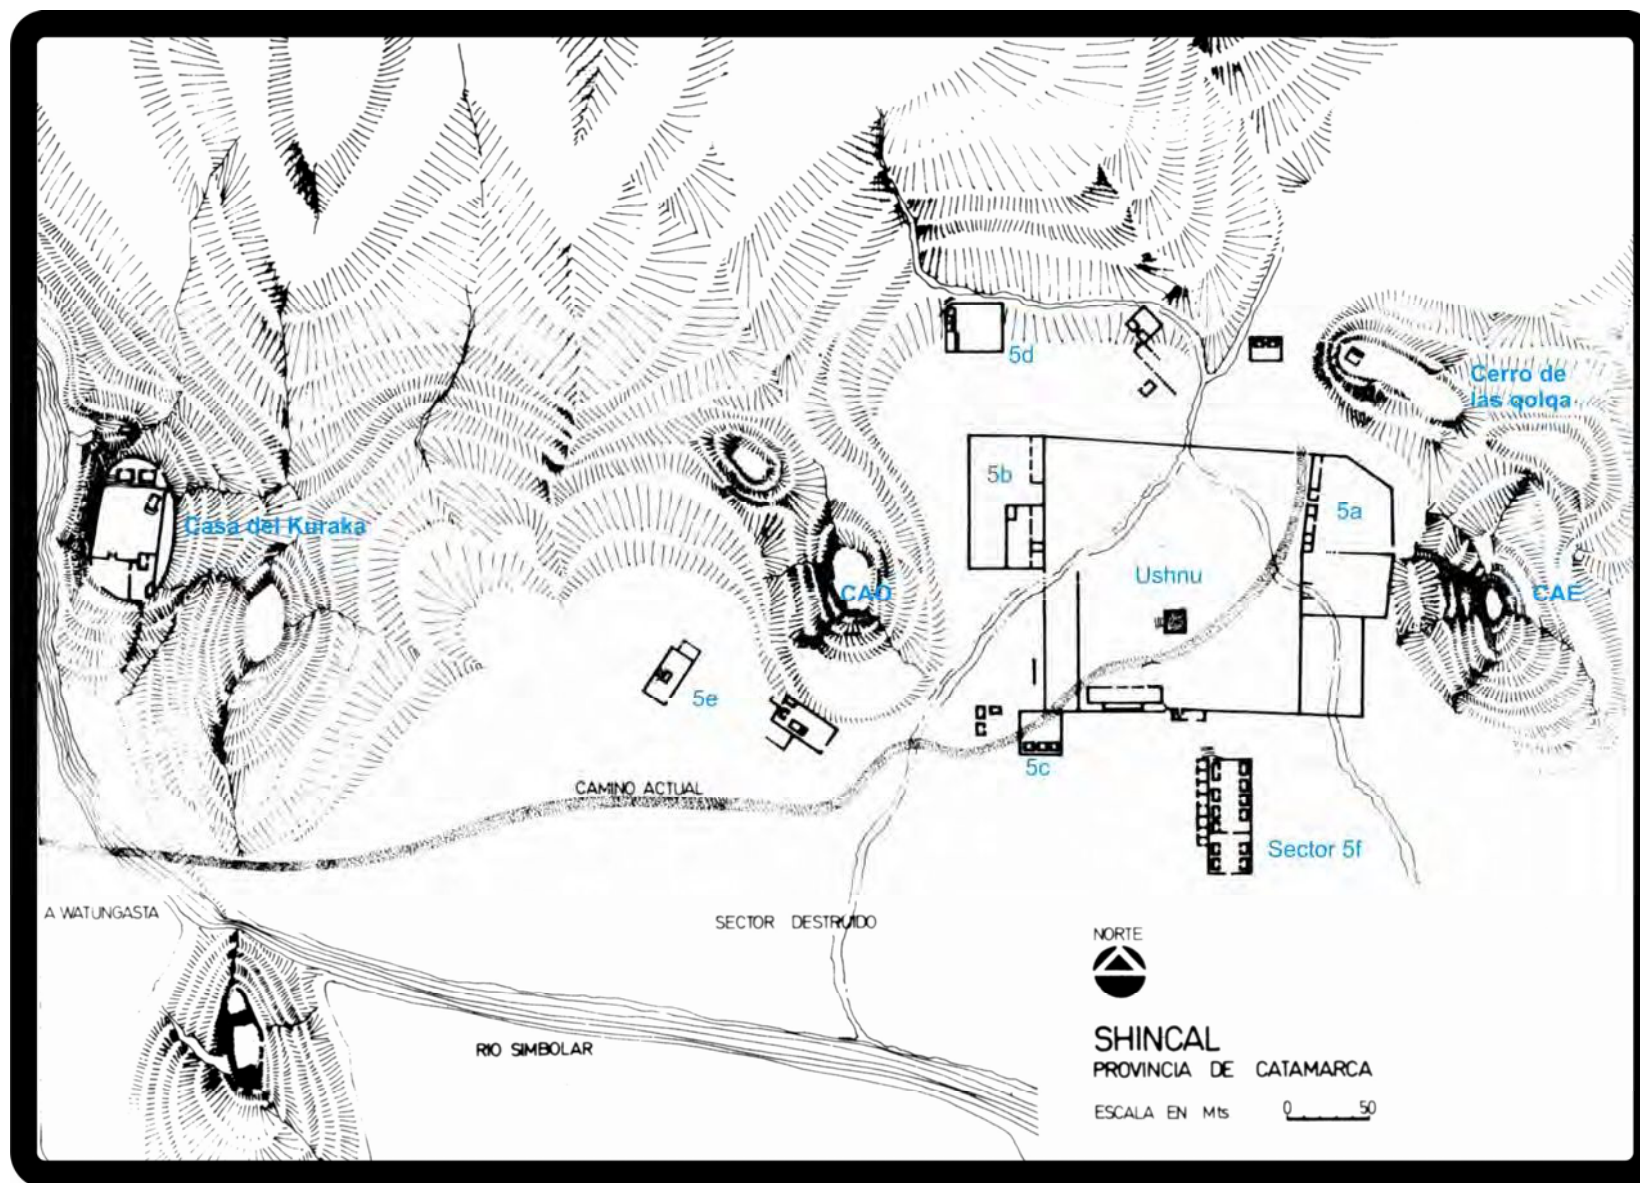 5d
Cerro de
las qolqa
5b
5a
Casa del Kuraka
Ushnu
CAO
CAE
5e
5c
CAMINO ACTUAL
Sector 5f
A WATUNGASTA
SECTOR DESTRUIDO
NORTE
RIO SIMBOLAR
SHINCAL
PROVINCIA DE CATAMARCA
ESCALA EN Mts
0 50